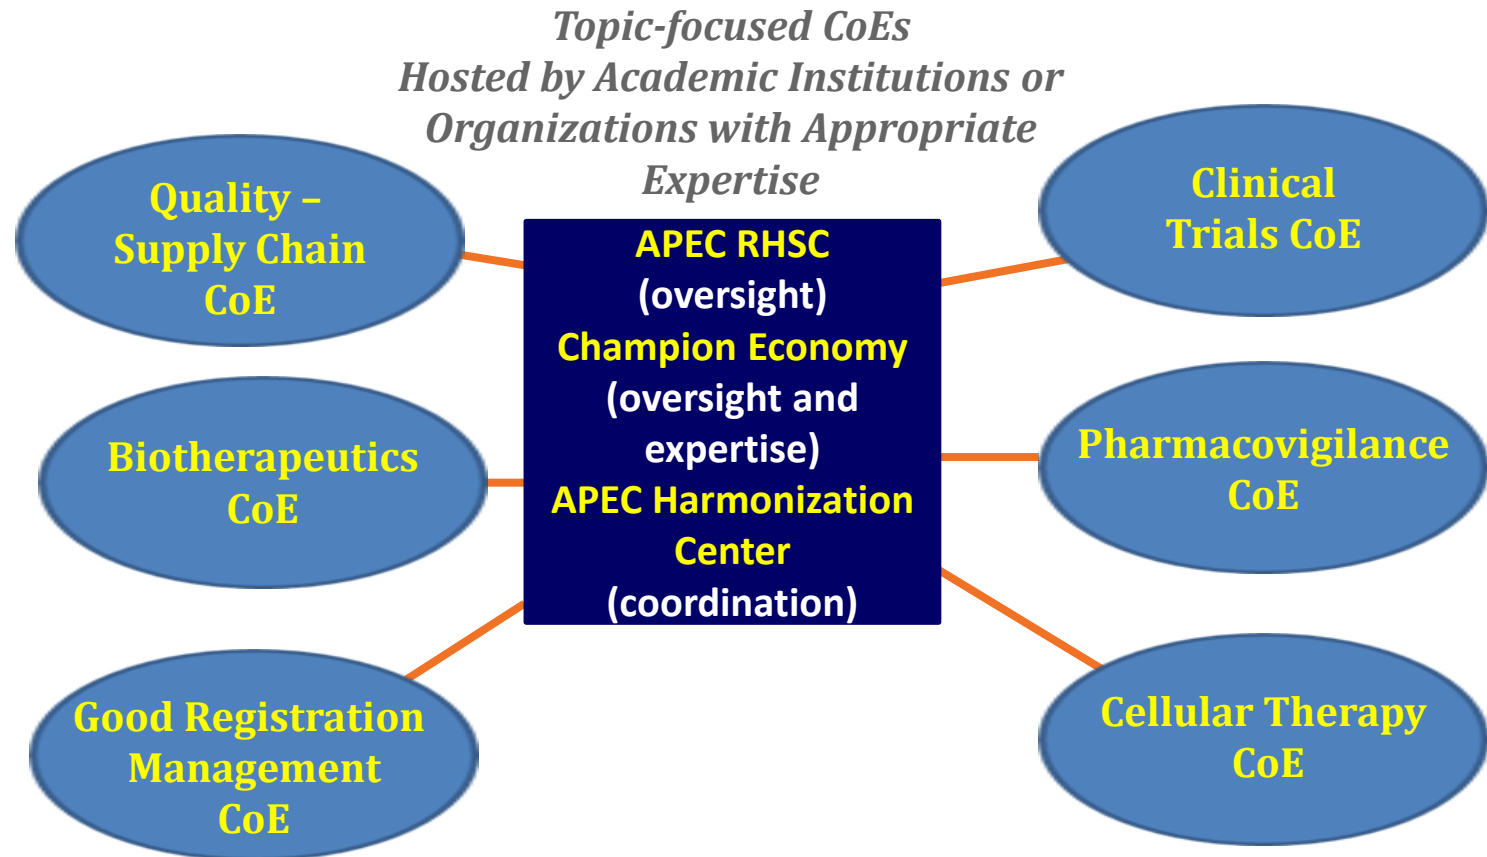 Topic-focused CoEs
Hosted by Academic Institutions or
Organizations with Appropriate
Expertise
Quality –
Supply Chain
CoE
Biotherapeutics
CoE
Good Registration
Management
CoE
APEC RHSC
(oversight)
Champion Economy
(oversight and
expertise)
APEC Harmonization
Center
(coordination)
Clinical
Trials CoE
Pharmacovigilance
CoE
Cellular Therapy
CoE